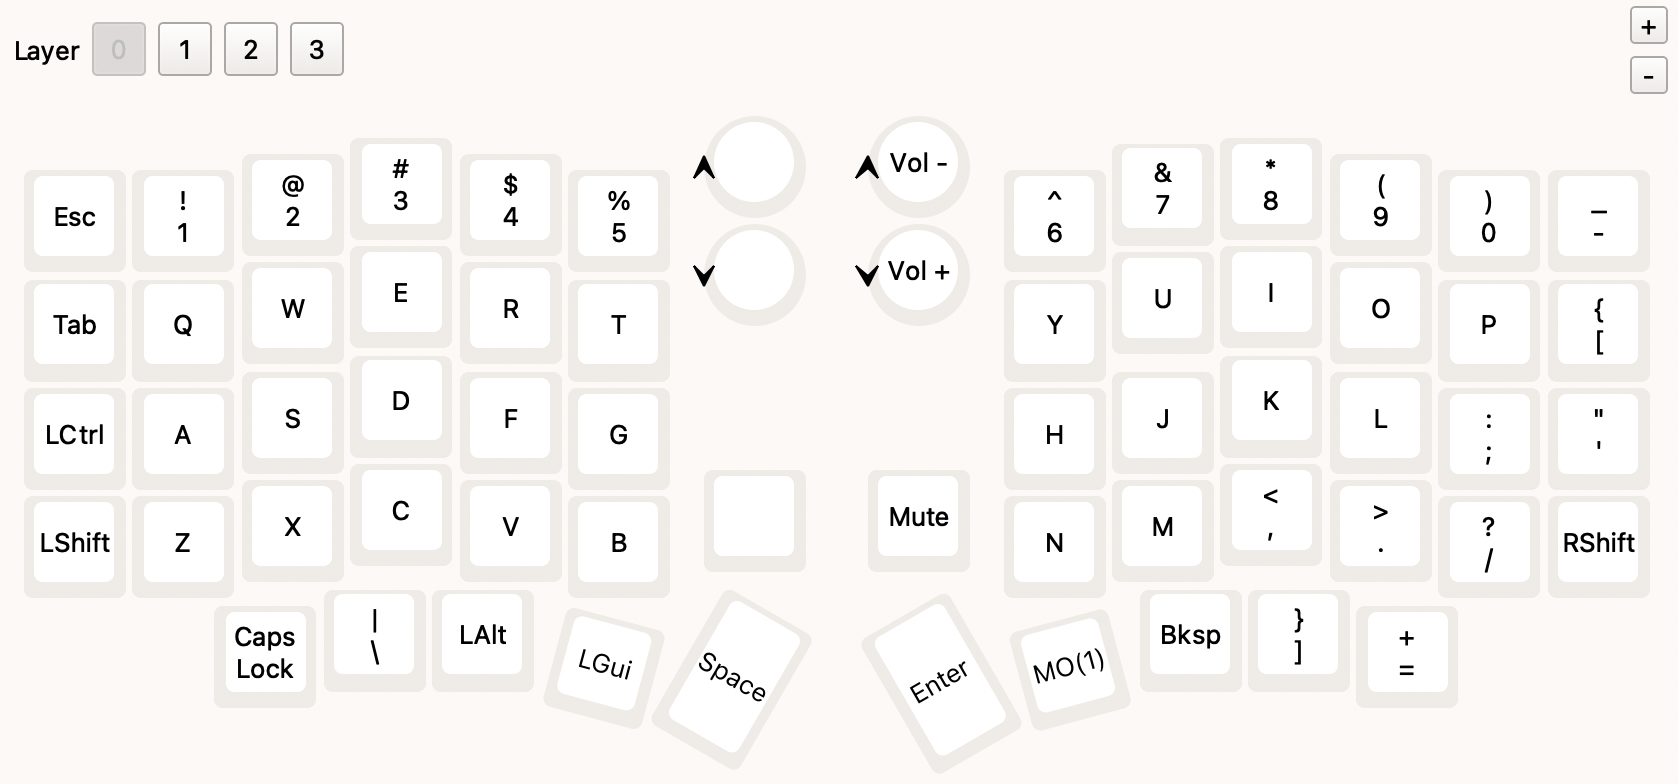 Layer 0 1 2 3
+
-
Esc
!
1
@
2
#
3
$
4
%
5
Vol -
Vol +
^
6
&
7
*
8
(
9
)
0
_
-
Tab
Q
W
E
R
T
Y
U
I
O
P
{
[
LCtrl
A
S
D
F
G
H
J
K
L
:
;
"
'
LShift
Z
X
C
V
B
Mute
N
M
<
,
>
.
?
/
RShift
Caps
Lock
|
\
LAlt
LGui
Space
Enter
MO(1)
Bksp
}
]
+
=